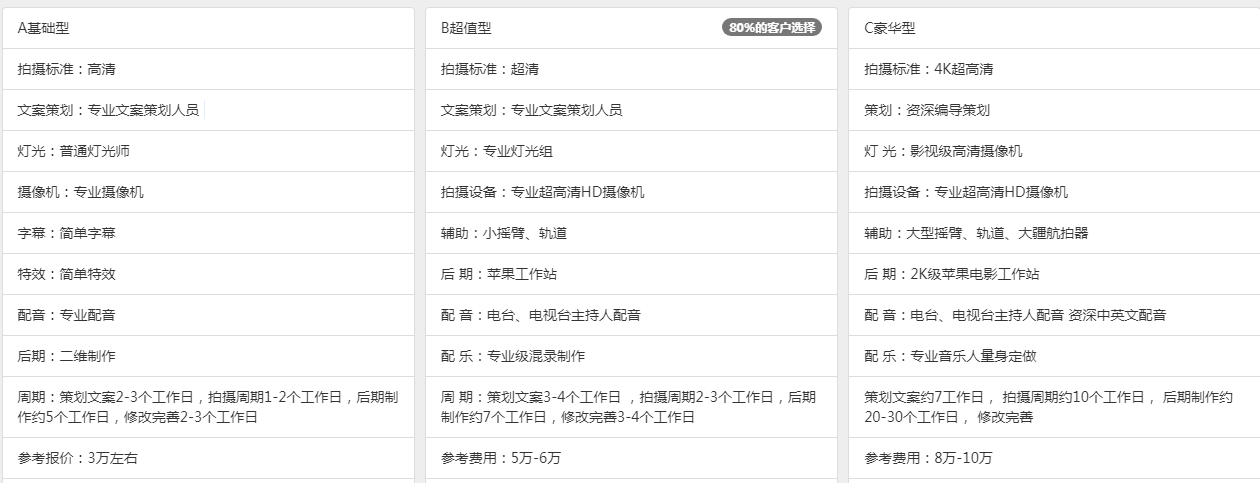 A基础型
拍摄标准：高清
文案策划：专业文案策划人员
灯光：普通灯光师
摄像机：专业摄像机
字幕：简单字幕
特效：简单特效
配音：专业配音
后期：二维制作
周期：策划文案2-3个工作日，拍摄周期1-2个工作日，后期制
作约5个工作日，修改完善2-3个工作日
参考报价：3万左右
B超值型
80%的客户选择
拍摄标准：超清
文案策划：专业文案策划人员
灯光：专业灯光组
拍摄设备：专业超高清HD摄像机
辅助：小摇臂、轨道
后 期：苹果工作站
配 音：电台、电视台主持人配音
配 乐：专业级混录制作
周 期：策划文案3-4个工作日 ，拍摄周期2-3个工作日，后期
制作约7个工作日，修改完善3-4个工作日
参考费用：5万-6万
C豪华型
拍摄标准：4K超高清
策划：资深编导策划
灯 光：影视级高清摄像机
拍摄设备：专业超高清HD摄像机
辅助：大型摇臂、轨道、大疆航拍器
后 期：2K级苹果电影工作站
配 音：电台、电视台主持人配音 资深中英文配音
配 乐：专业音乐人量身定做
策划文案约7工作日， 拍摄周期约10个工作日， 后期制作约
20-30个工作日， 修改完善
参考费用：8万-10万